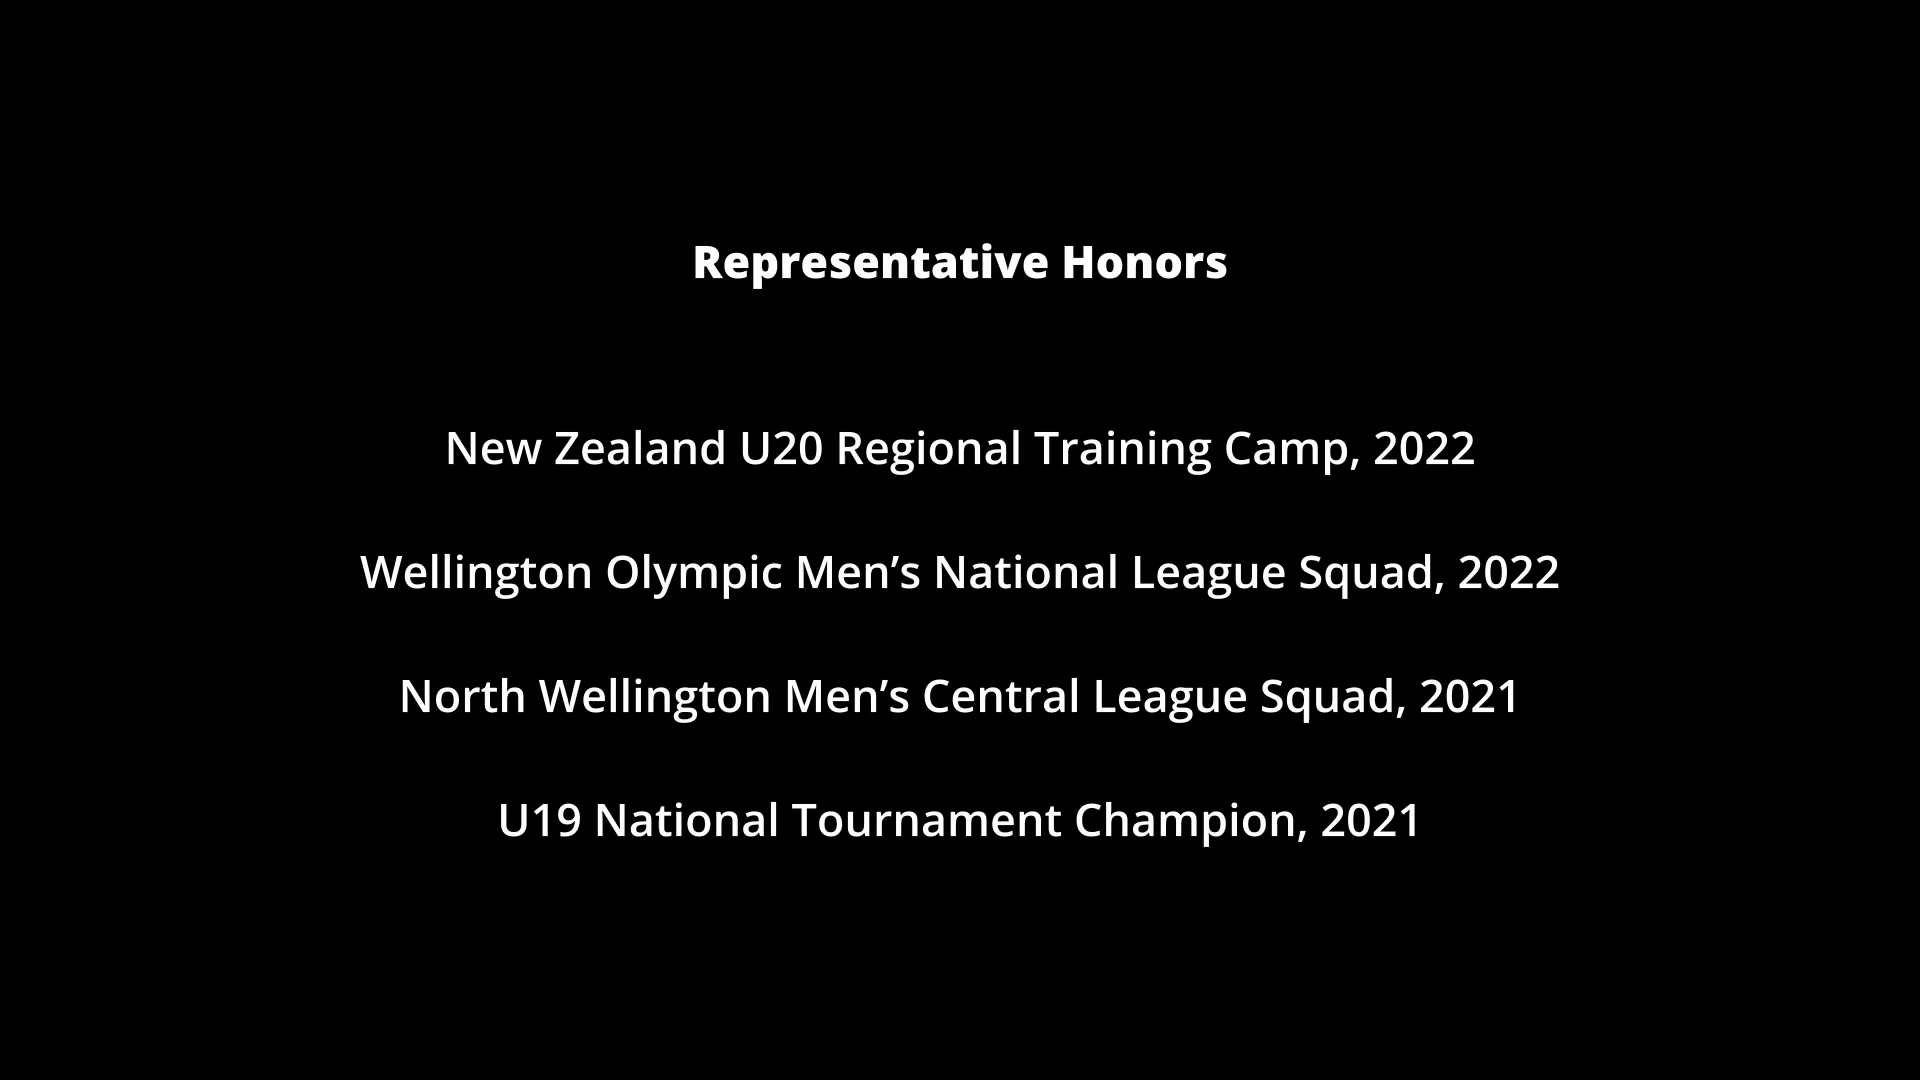 Representative Honors
New Zealand U20 Regional Training Camp, 2022
Wellington Olympic Men’s National League Squad, 2022
North Wellington Men’s Central League Squad, 2021
U19 National Tournament Champion, 2021